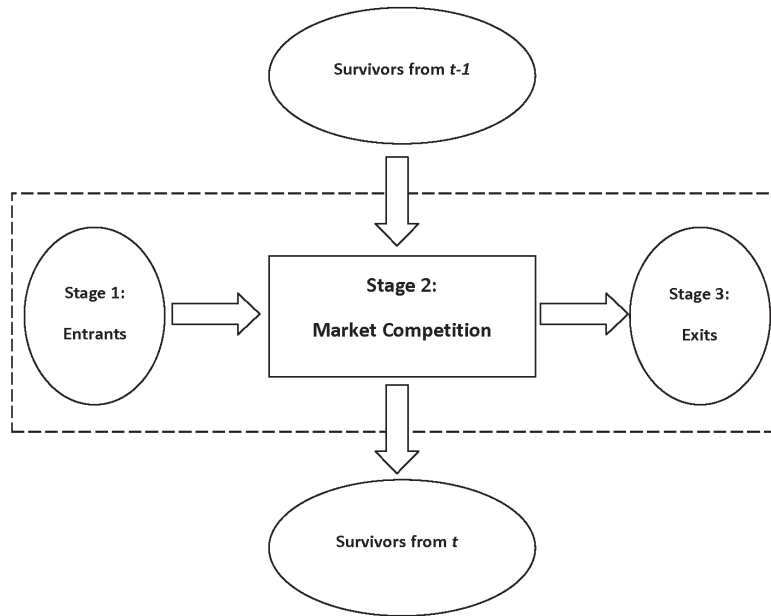 Survivors from t-1
Stage 1:
Entrants
Stage 2:
Market Competition
Stage 3:
Exits
Survivors from t